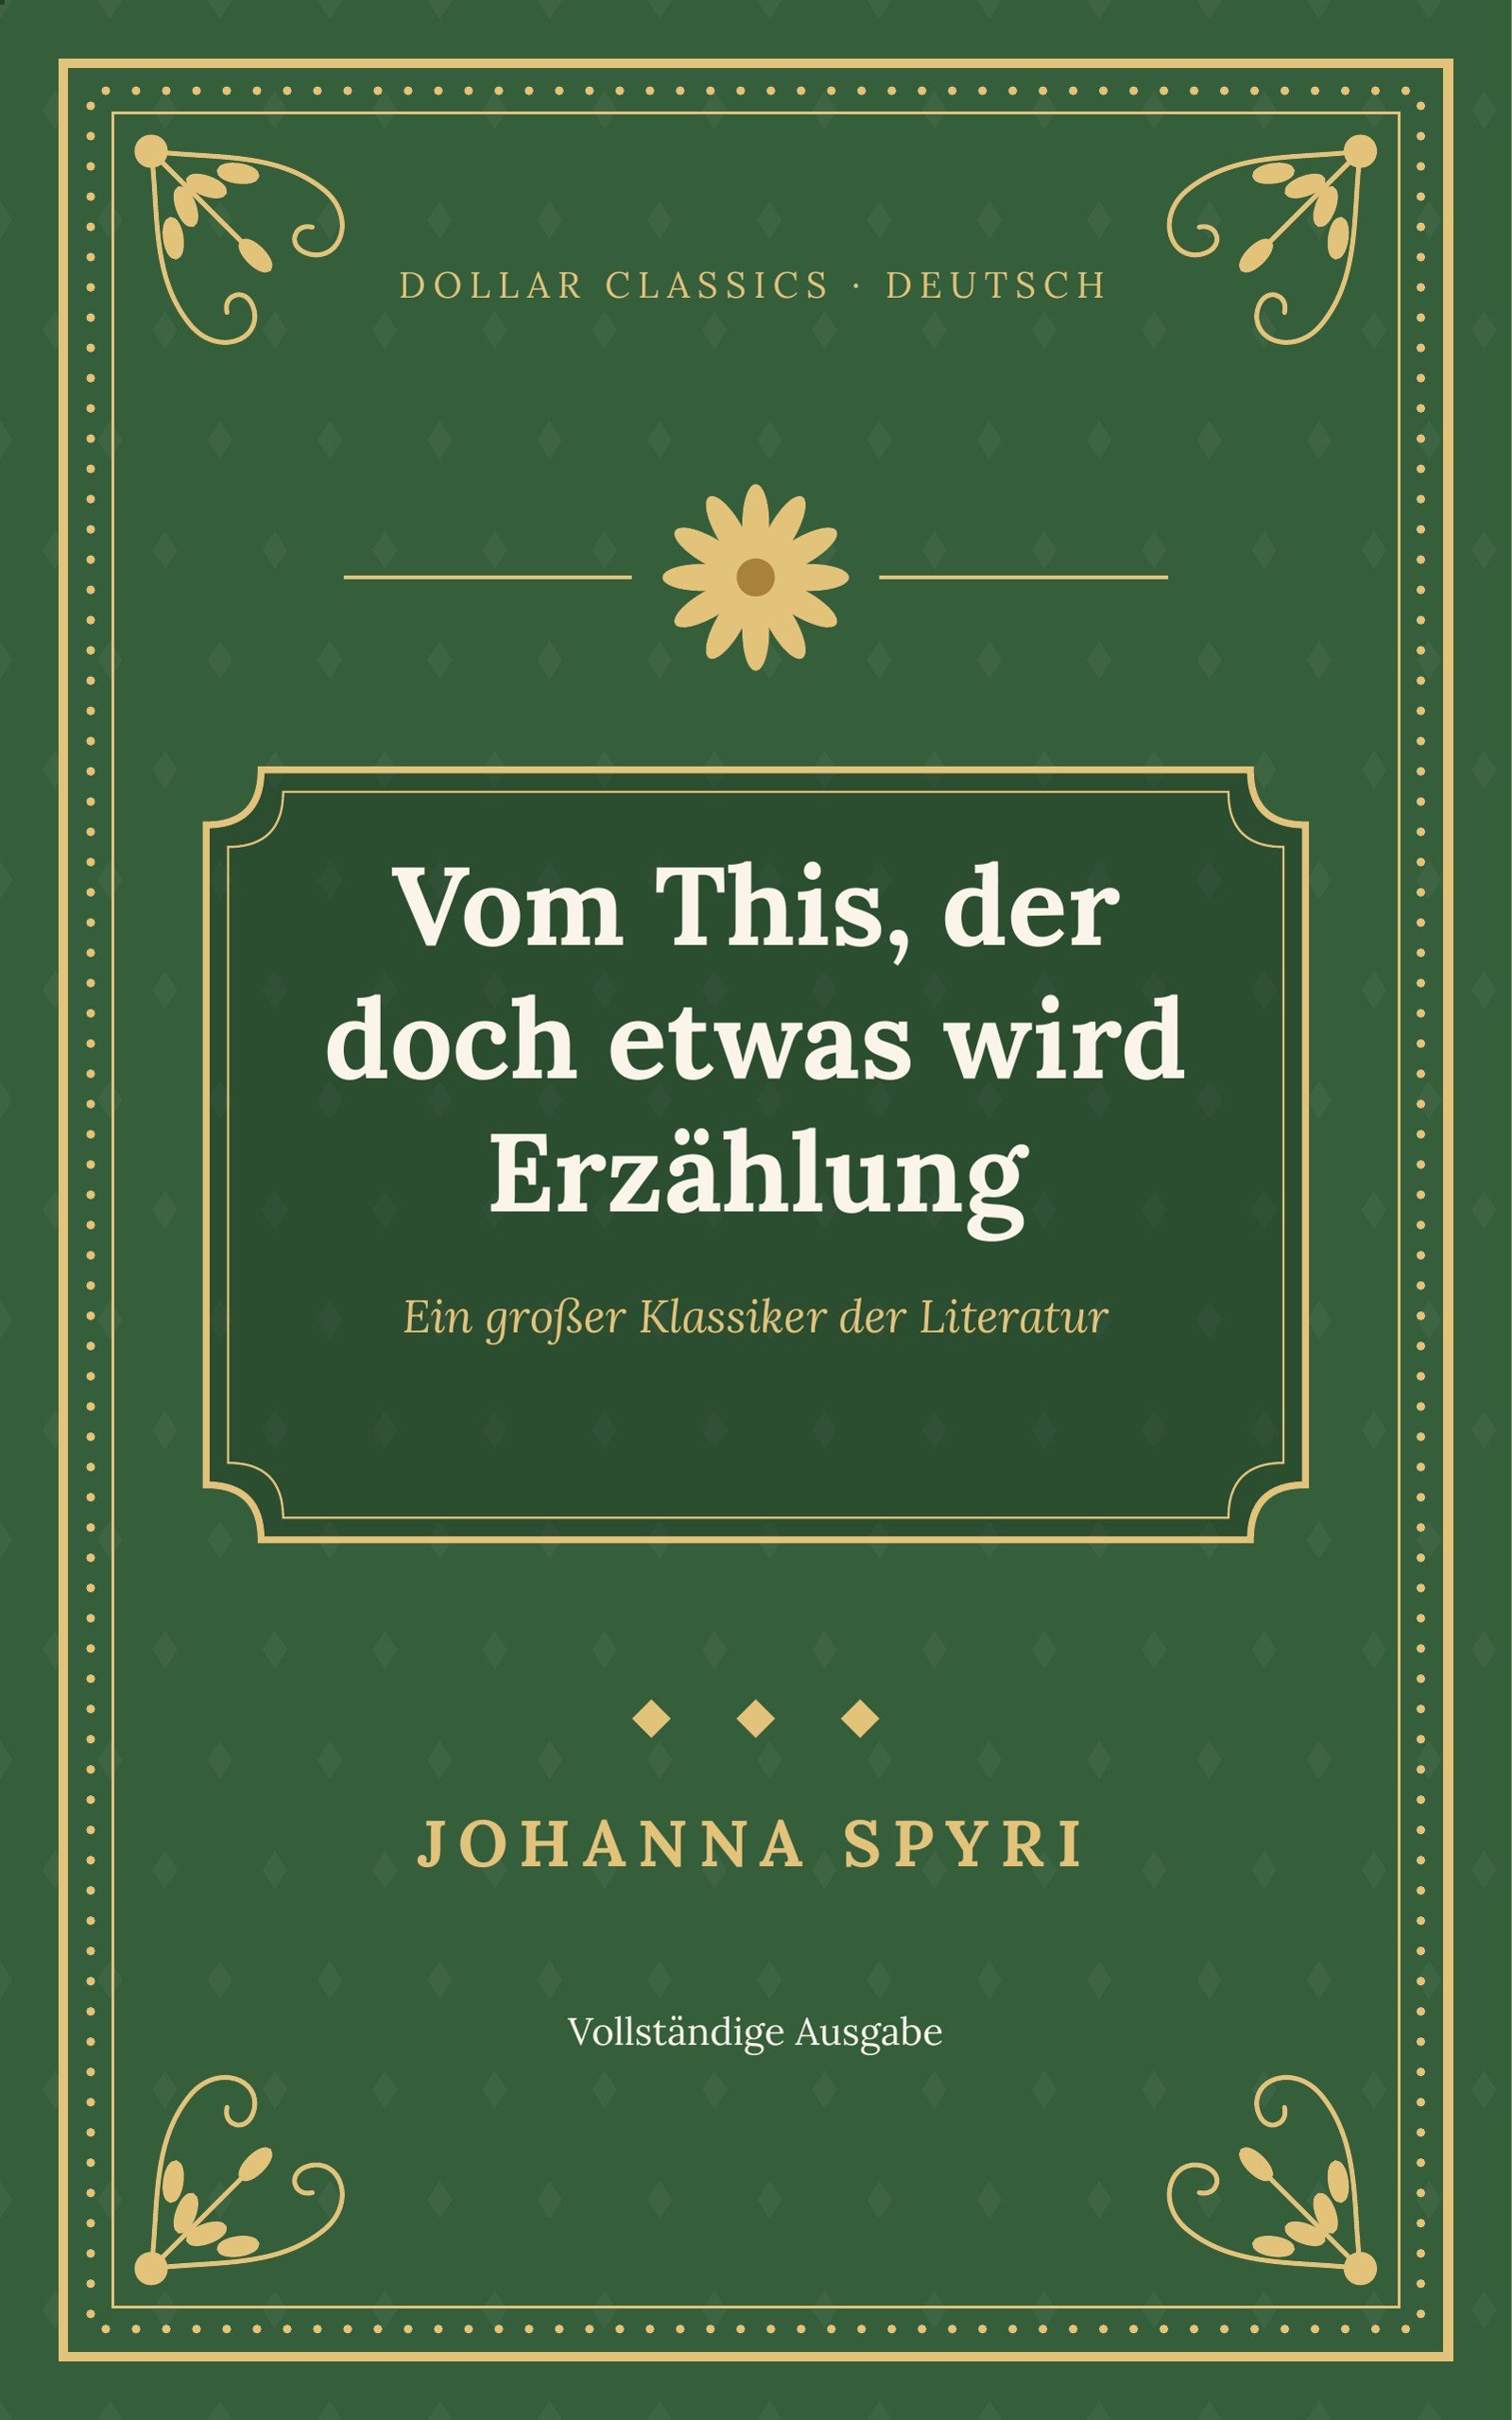 DOLLAR CLASSICS · DEUTSCH
Vom This, der
doch etwas wird
Erzählung
Ein großer Klassiker der Literatur
JOHANNA SPYRI
Vollständige Ausgabe